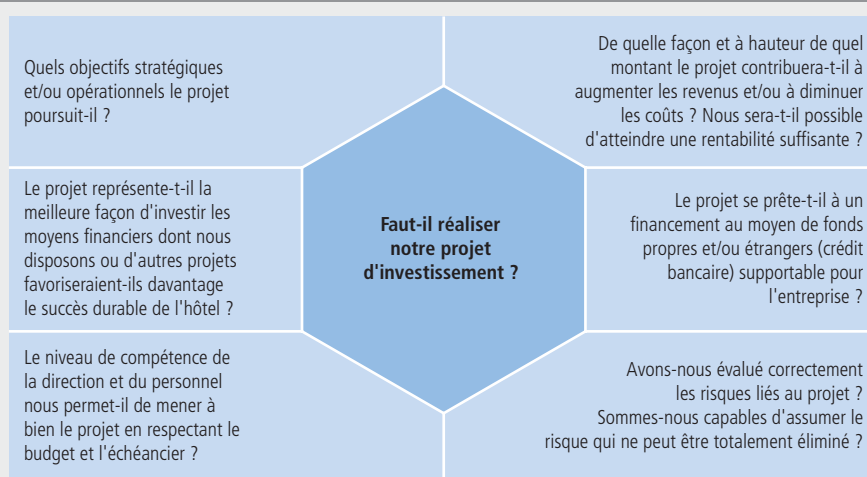 Quels objectifs stratégiques
et/ou opérationnels le projet
poursuit-il ?
De quelle façon et à hauteur de quel
montant le projet contribuera-t-il à
augmenter les revenus et/ou à diminuer
les coûts ? Nous sera-t-il possible
d'atteindre une rentabilité suffisante ?
Le projet représente-t-il la
meilleure façon d'investir les
moyens financiers dont nous
disposons ou d'autres projets
favoriseraient-ils davantage
le succès durable de l'hôtel ?
Faut-il réaliser
notre projet
d'investissement ?
Le projet se prête-t-il à un
financement au moyen de fonds
propres et/ou étrangers (crédit
bancaire) supportable pour
l'entreprise ?
Le niveau de compétence de
la direction et du personnel
nous permet-il de mener à
bien le projet en respectant le
budget et l'échéancier ?
Avons-nous évalué correctement
les risques liés au projet ?
Sommes-nous capables d'assumer le
risque qui ne peut être totalement éliminé ?